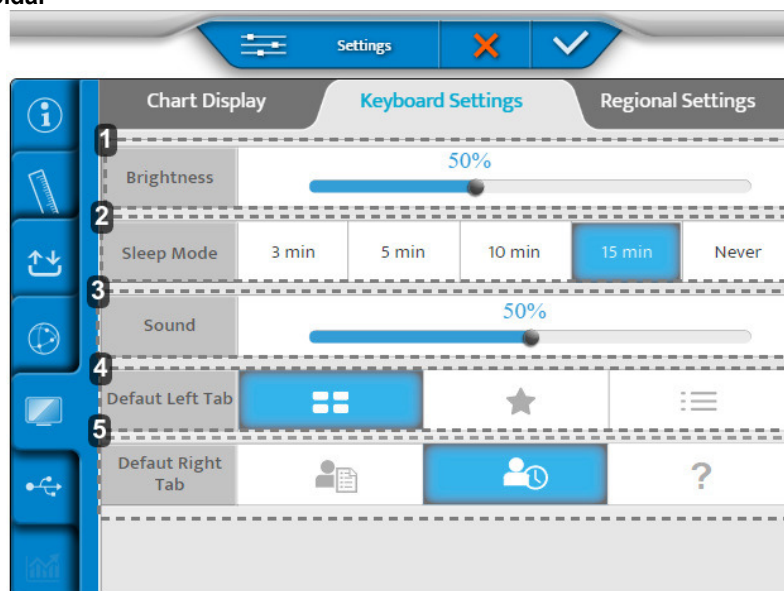 Settings
Chart Display Keyboard Settings Regional Settings
1
Brightness 50%
2
Sleep Mode 3 min 5 min 10 min 15 min Never
3
Sound 50%
4
Defaut Left Tab
5
Defaut Right
Tab ?